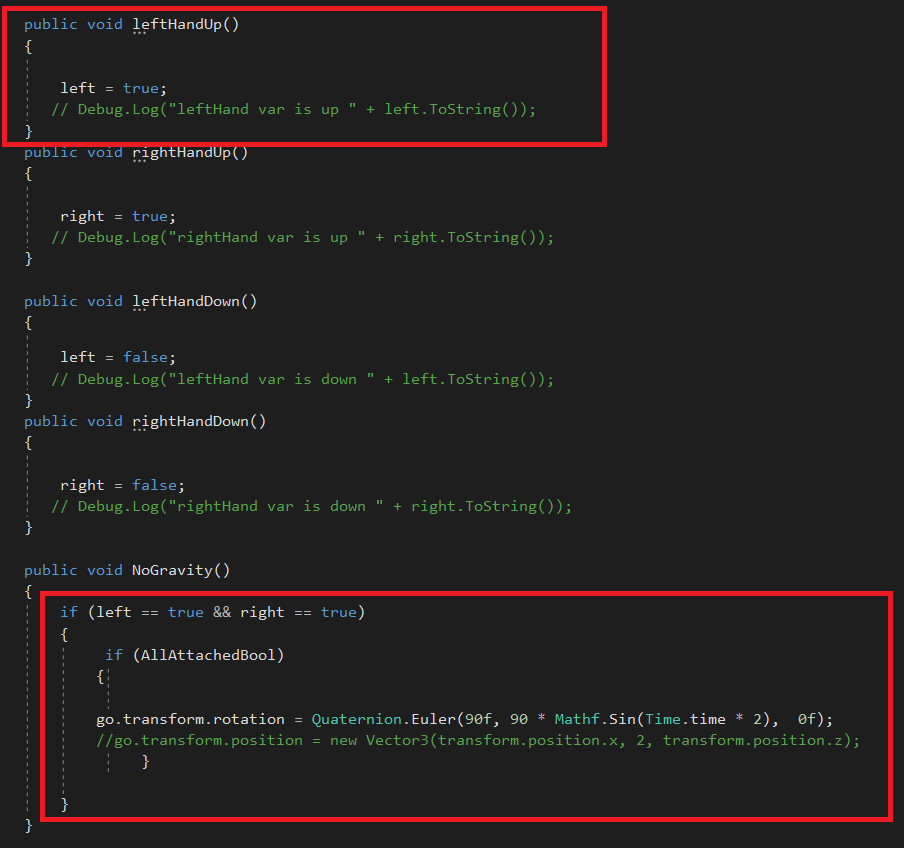 public void leftHandUp()
{
left = true;
// Debug.Log("leftHand var is up " + left.ToString());
}
public void rightHandUp()
{
right = true;
// Debug.Log("rightHand var is up " + right.ToString());
}
public void leftHandDown()
{
left = false;
// Debug.Log("leftHand var is down " + left.ToString());
}
public void rightHandDown()
{
right = false;
// Debug.Log("rightHand var is down " + right.ToString());
}
public void NoGravity()
{
if (left == true && right == true)
{
if (AllAttachedBool)
{
go.transform.rotation = Quaternion.Euler(90f, 90 * Mathf.Sin(Time.time * 2), 0f);
//go.transform.position = new Vector3(transform.position.x, 2, transform.position.z);
}
}
}